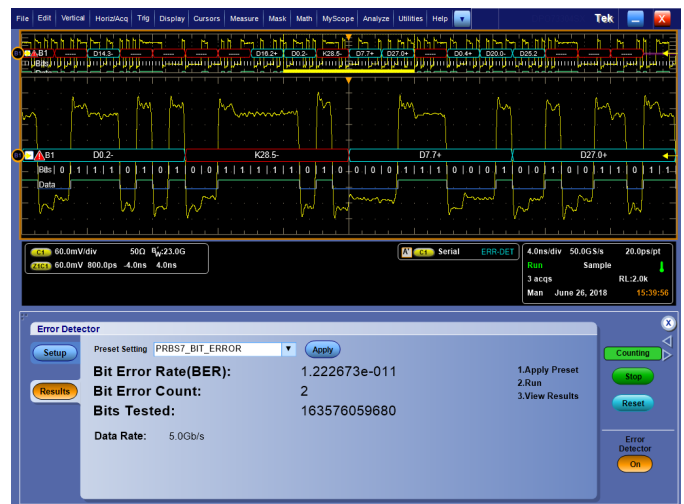 File Edit Vertical Horiz/Acq Trig Display Cursors Measure Mask Math MyScope Analyze Utilities Help Tek X
B1 D14.3- D16.2+ D0.2- K28.5- D7.7+ D27.0+ D0.4+ D20.0- D25.2
Bits
Data
B1 D0.2- K28.5- D7.7+ D27.0+
Bits 0 1 1 1 1 0 1 0 1 0 0 1 1 1 1 1 0 1 0 0 0 0 1 1 1 0 0 0 1 0 0 1 0 0 1 0 1 1
Data
C1 60.0mV/div 50Ω BW:23.0G
Z1C1 60.0mV 800.0ps -4.0ns 4.0ns
A' C1 Serial ERR-DET
4.0ns/div 50.0GS/s 20.0ps/pt
Run Sample
3 acqs RL:2.0k
Man June 26, 2018 15:39:56
Error Detector
X
Setup
Preset Setting PRBS7_BIT_ERROR Apply
Counting
Results
Bit Error Rate(BER): 1.222673e-011
Bit Error Count: 2
Bits Tested: 163576059680
Data Rate: 5.0Gb/s
1.Apply Preset
2.Run
3.View Results
Stop
Reset
Error
Detector
On